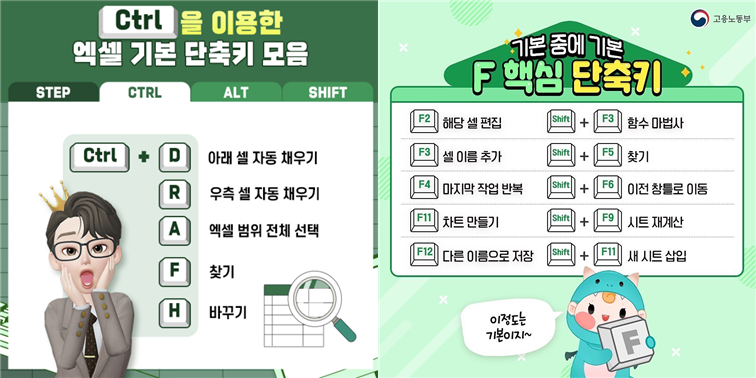 Ctrl을 이용한
엑셀 기본 단축키 모음
STEP CTRL ALT SHIFT
Ctrl + D 아래 셀 자동 채우기
R 우측 셀 자동 채우기
A 엑셀 범위 전체 선택
F 찾기
H 바꾸기
고용노동부
기본 중에 기본
F 핵심 단축키
F2 해당 셀 편집 Shift + F3 함수 마법사
F3 셀 이름 추가 Shift + F5 찾기
F4 마지막 작업 반복 Shift + F6 이전 창틀로 이동
F11 차트 만들기 Shift + F9 시트 재계산
F12 다른 이름으로 저장 Shift + F11 새 시트 삽입
이정도는
기본이지~
F